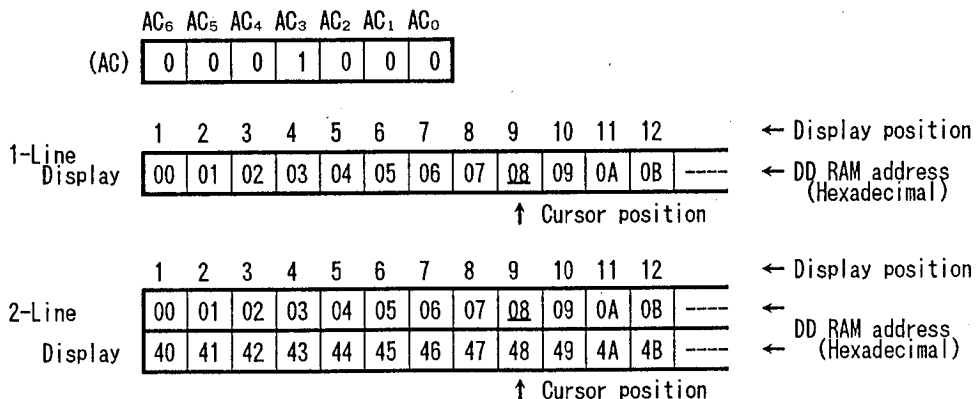 AC₆ AC₅ AC₄ AC₃ AC₂ AC₁ AC₀
(AC) 0 0 0 1 0 0 0
1 2 3 4 5 6 7 8 9 10 11 12 ← Display position
1-Line Display 00 01 02 03 04 05 06 07 08 09 0A 0B ---- ← DD RAM address (Hexadecimal)
↑ Cursor position
1 2 3 4 5 6 7 8 9 10 11 12 ← Display position
2-Line Display 00 01 02 03 04 05 06 07 08 09 0A 0B ---- ← DD RAM address (Hexadecimal)
40 41 42 43 44 45 46 47 48 49 4A 4B ---- ←
↑ Cursor position